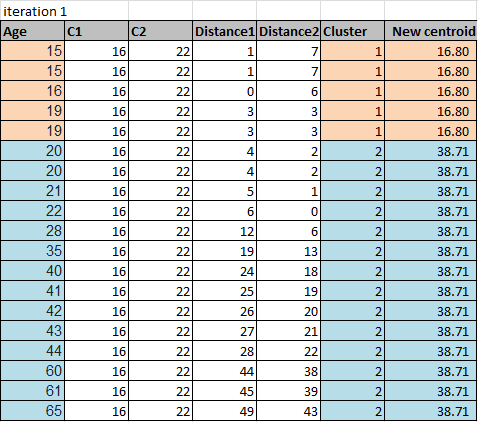 iteration 1
Age C1 C2 Distance1 Distance2 Cluster New centroid
15 16 22 1 7 1 16.80
15 16 22 1 7 1 16.80
16 16 22 0 6 1 16.80
19 16 22 3 3 1 16.80
19 16 22 3 3 1 16.80
20 16 22 4 2 2 38.71
20 16 22 4 2 2 38.71
21 16 22 5 1 2 38.71
22 16 22 6 0 2 38.71
28 16 22 12 6 2 38.71
35 16 22 19 13 2 38.71
40 16 22 24 18 2 38.71
41 16 22 25 19 2 38.71
42 16 22 26 20 2 38.71
43 16 22 27 21 2 38.71
44 16 22 28 22 2 38.71
60 16 22 44 38 2 38.71
61 16 22 45 39 2 38.71
65 16 22 49 43 2 38.71